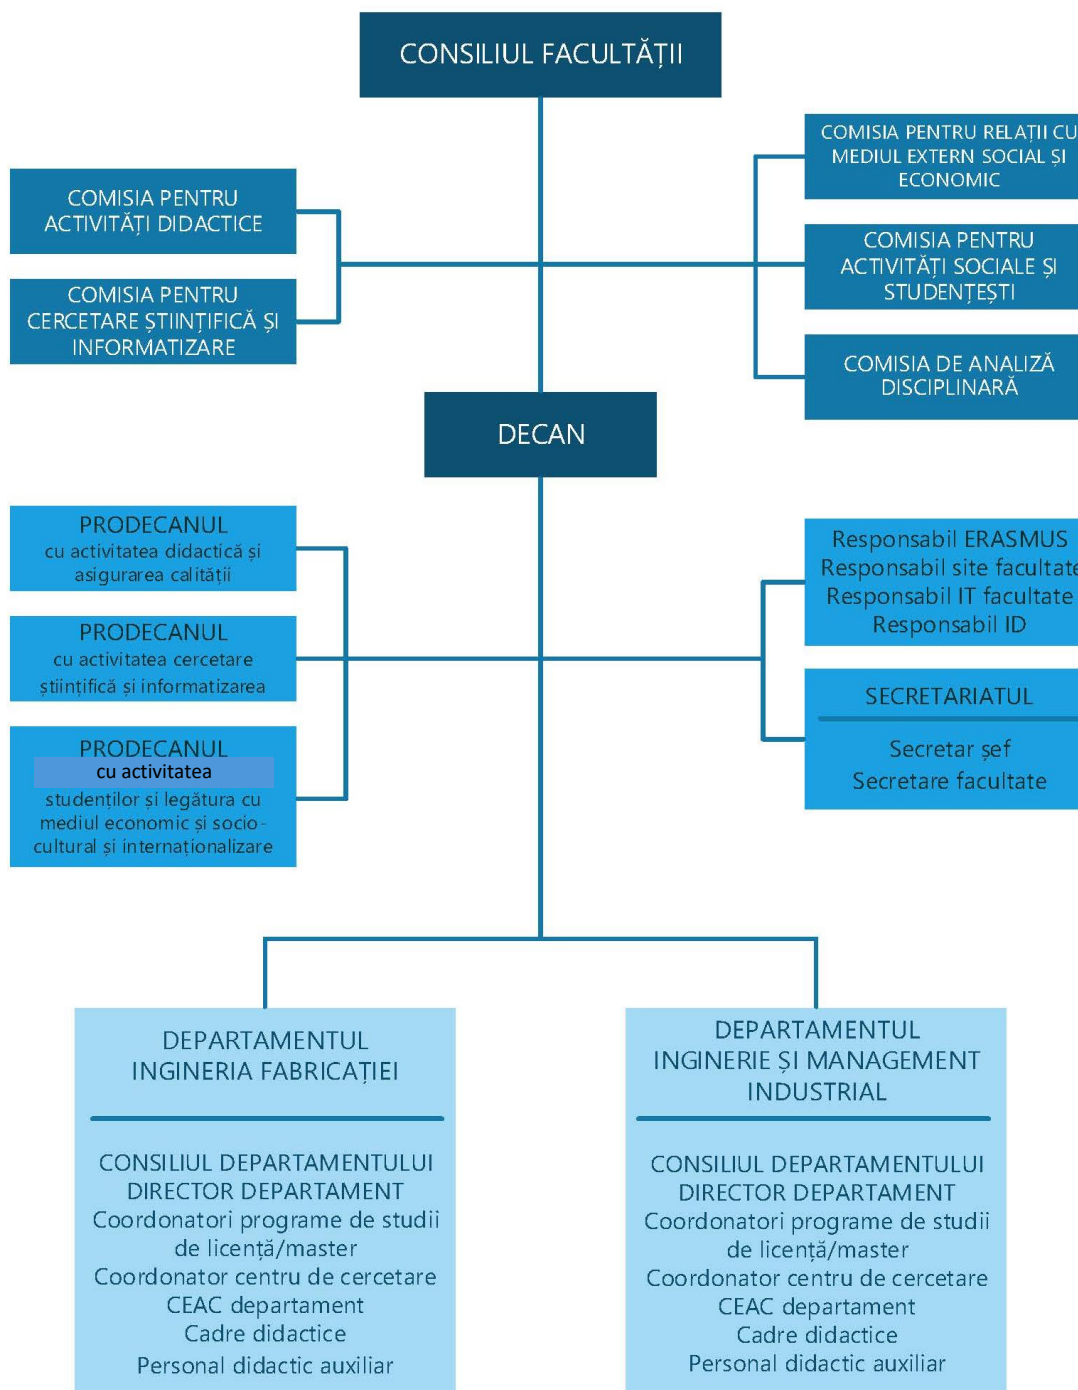 CONSILIUL FACULTĂȚII
COMISIA PENTRU
ACTIVITĂȚI DIDACTICE
COMISIA PENTRU
CERCETARE ȘTIINȚIFICĂ ȘI
INFORMATIZARE
COMISIA PENTRU RELAȚII CU
MEDIUL EXTERN SOCIAL ȘI
ECONOMIC
COMISIA PENTRU
ACTIVITĂȚI SOCIALE ȘI
STUDENȚEȘTI
COMISIA DE ANALIZĂ
DISCIPLINARĂ
DECAN
PRODECANUL
cu activitatea didactică și
asigurarea calității
PRODECANUL
cu activitatea cercetare
științifică și informatizarea
PRODECANUL
cu activitatea
studenților și legătura cu
mediul economic și socio-
cultural și internaționalizare
Responsabil ERASMUS
Responsabil site facultate
Responsabil IT facultate
Responsabil ID
SECRETARIATUL
Secretar șef
Secretare facultate
DEPARTAMENTUL
INGINERIA FABRICAȚIEI
CONSILIUL DEPARTAMENTULUI
DIRECTOR DEPARTAMENT
Coordonatori programe de studii
de licență/master
Coordonator centru de cercetare
CEAC departament
Cadre didactice
Personal didactic auxiliar
DEPARTAMENTUL
INGINERIE ȘI MANAGEMENT
INDUSTRIAL
CONSILIUL DEPARTAMENTULUI
DIRECTOR DEPARTAMENT
Coordonatori programe de studii
de licență/master
Coordonator centru de cercetare
CEAC departament
Cadre didactice
Personal didactic auxiliar